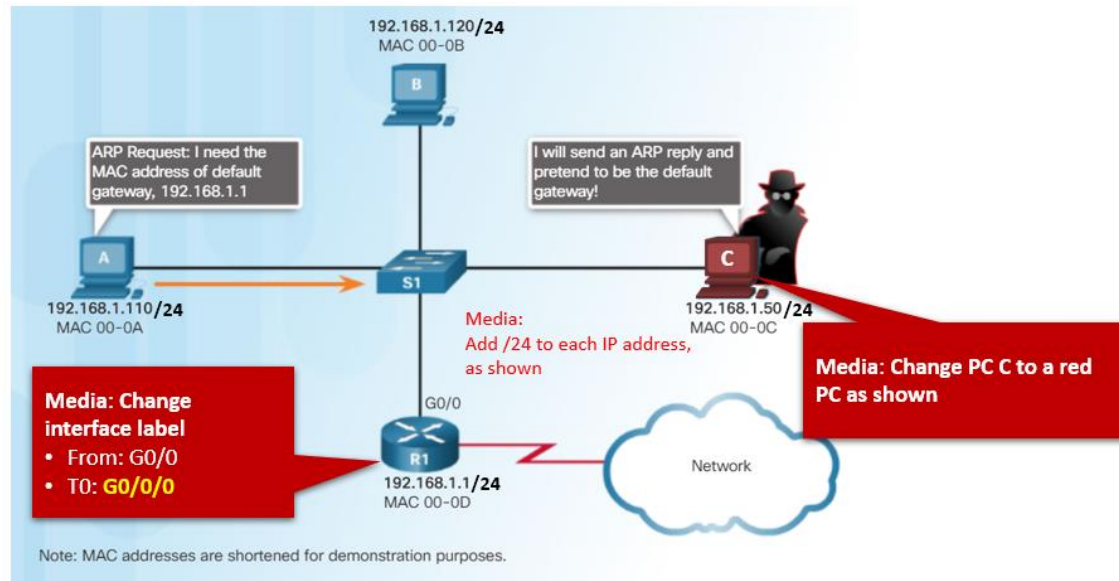 192.168.1.120/24
MAC 00-0B
B
ARP Request: I need the
MAC address of default
gateway, 192.168.1.1
I will send an ARP reply and
pretend to be the default
gateway!
A
S1
C
192.168.1.110/24
MAC 00-0A
192.168.1.50/24
MAC 00-0C
Media:
Add /24 to each IP address,
as shown
Media: Change PC C to a red
PC as shown
Media: Change
interface label
• From: G0/0
• T0: G0/0/0
G0/0
R1
192.168.1.1/24
MAC 00-0D
Network
Note: MAC addresses are shortened for demonstration purposes.